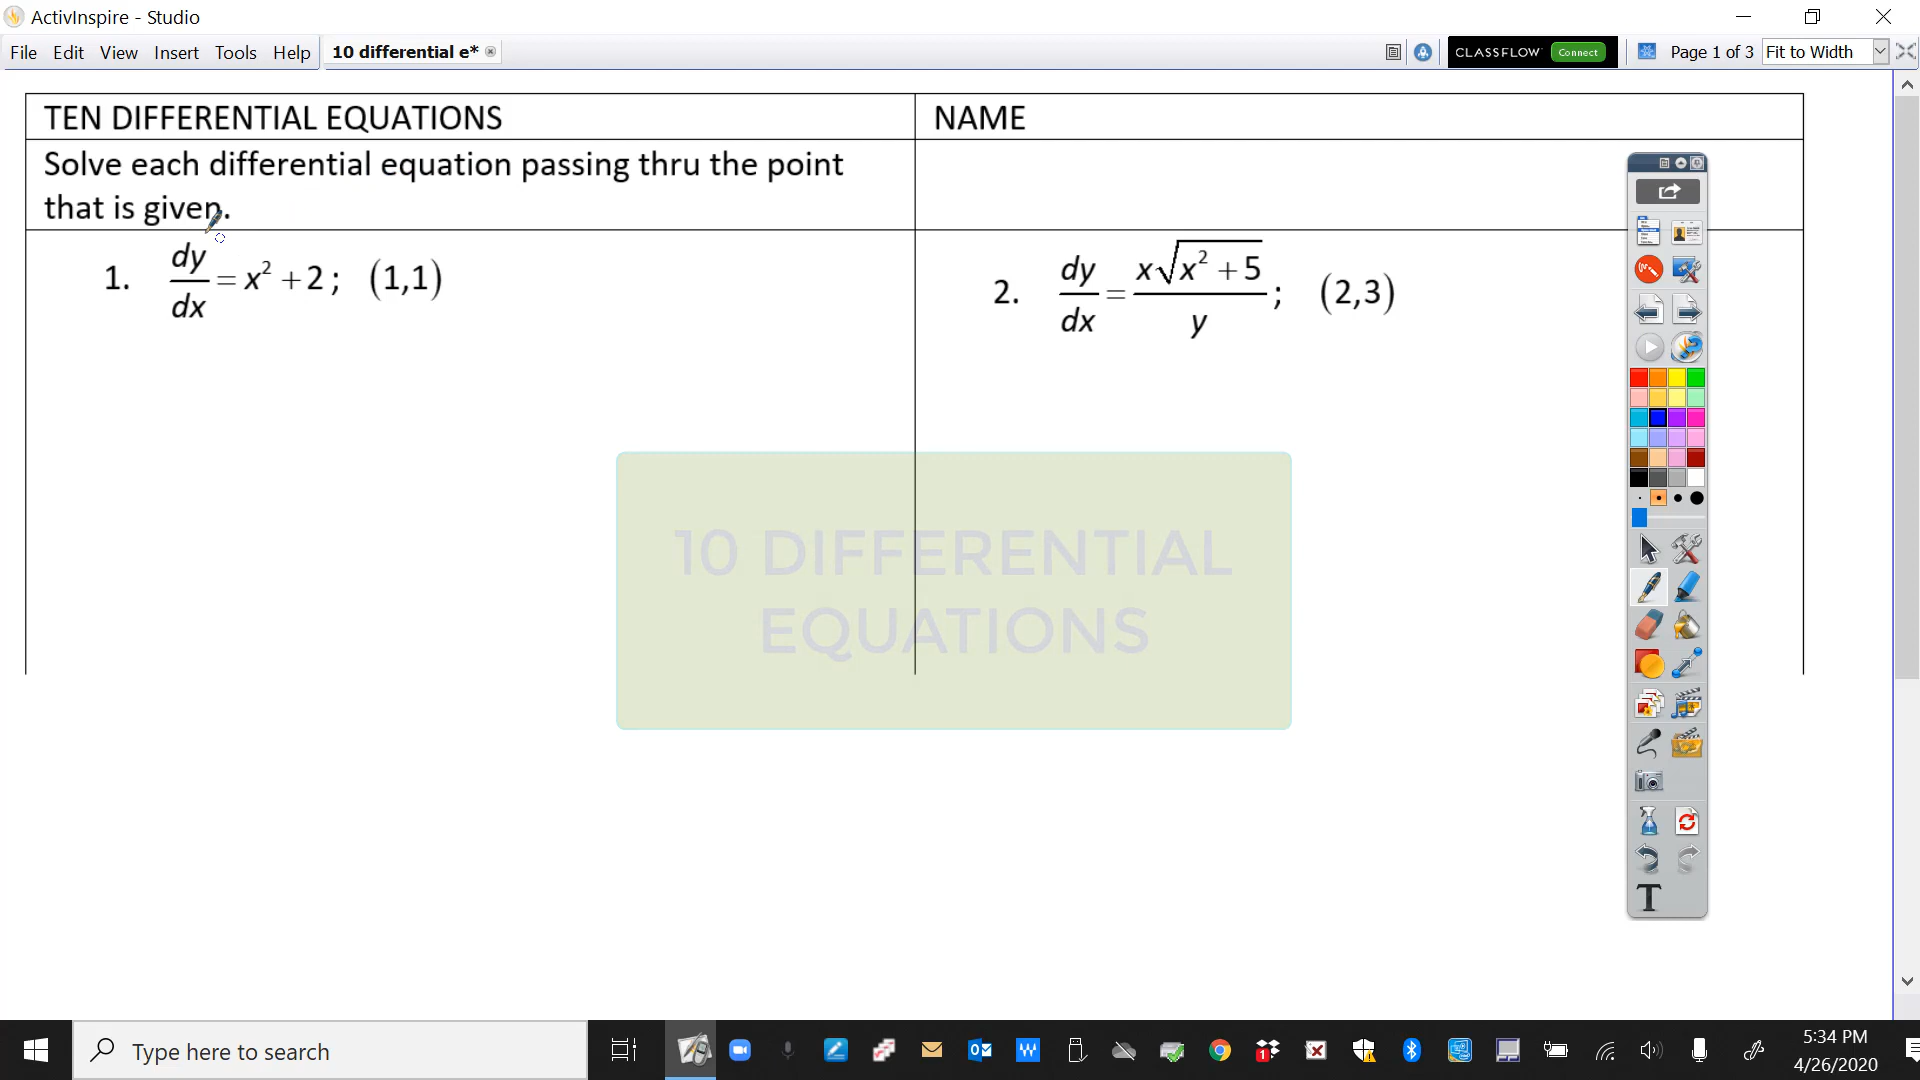 ActivInspire - Studio
File Edit View Insert Tools Help
10 differential e*
CLASSFLOW Connect
Page 1 of 3
Fit to Width
TEN DIFFERENTIAL EQUATIONS
NAME
Solve each differential equation passing thru the point
that is given.
1. dy/dx = x² + 2 ; (1,1)
2. dy/dx = x√(x² + 5)/y ; (2,3)
10 DIFFERENTIAL
EQUATIONS
T
Type here to search
5:34 PM
4/26/2020